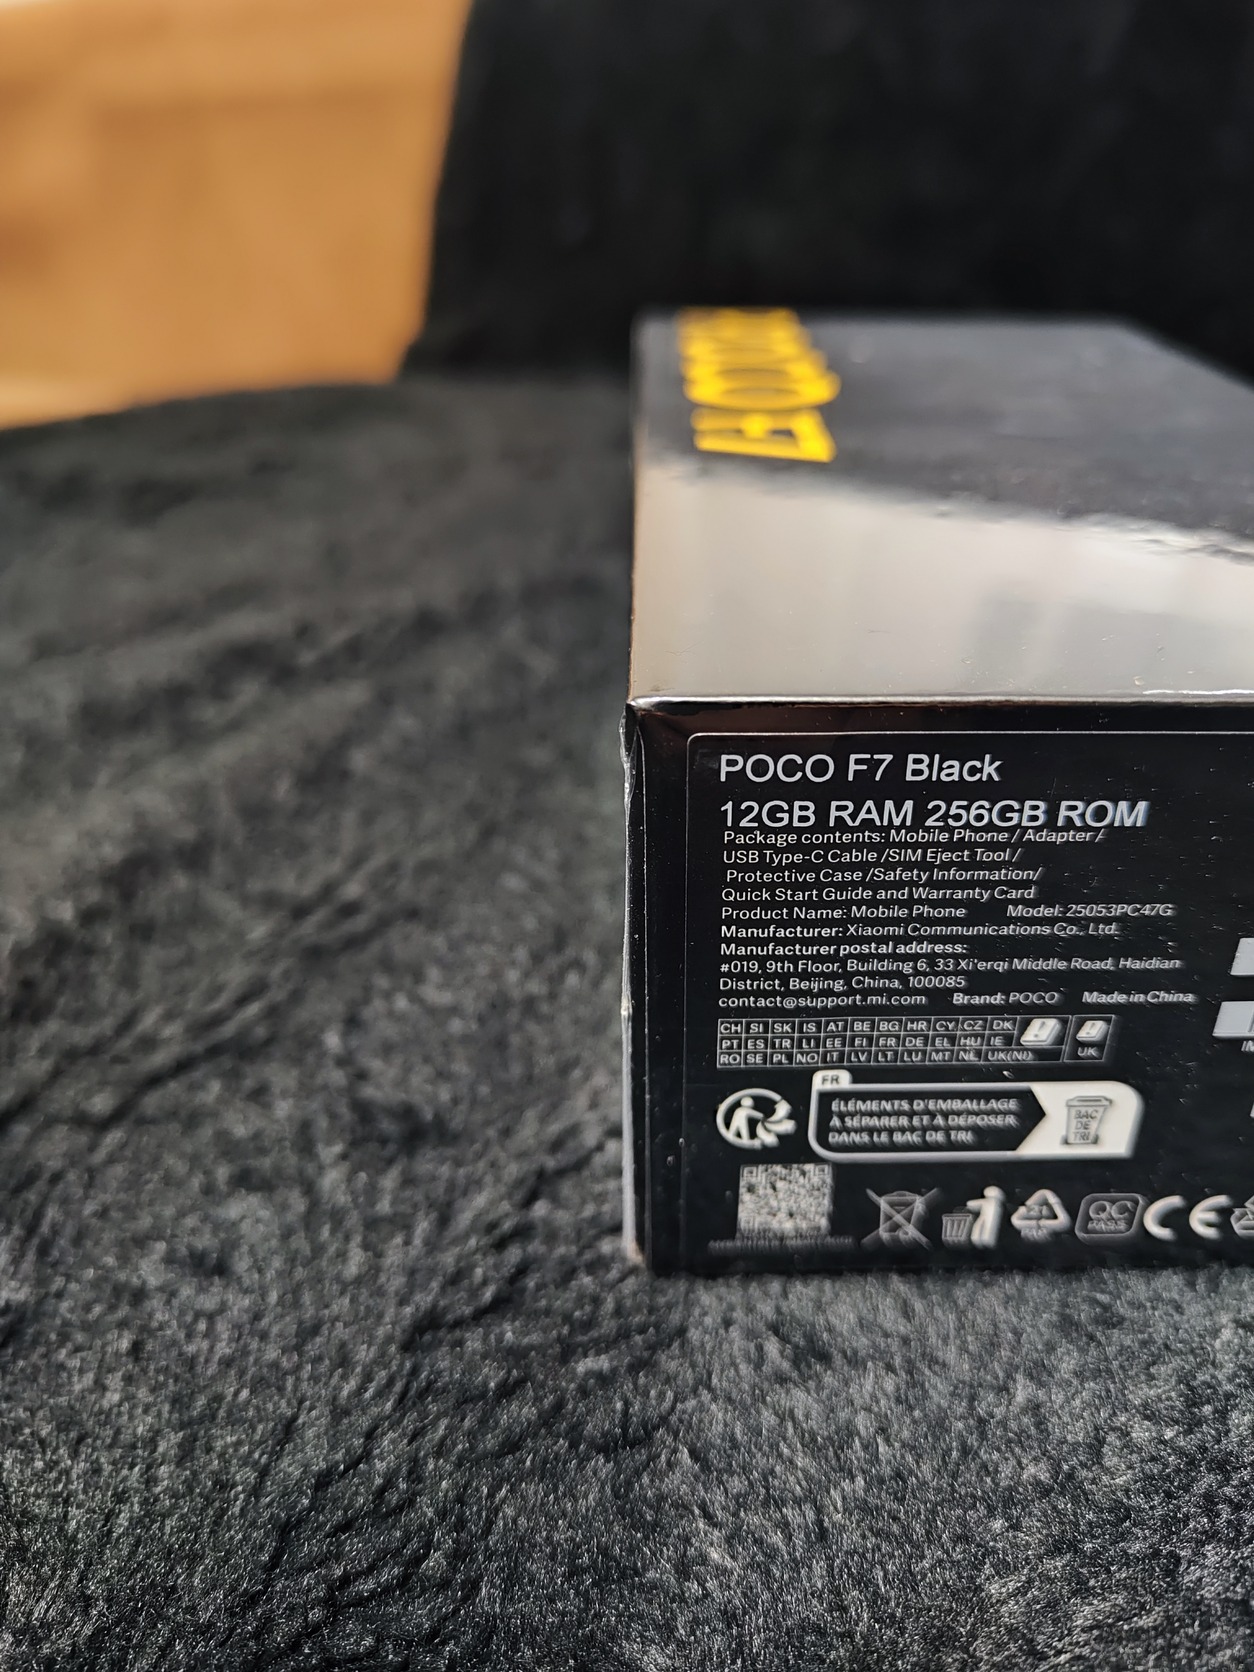 POCO
POCO F7 Black
12GB RAM 256GB ROM
Package contents: Mobile Phone / Adapter /
USB Type-C Cable /SIM Eject Tool /
Protective Case /Safety Information/
Quick Start Guide and Warranty Card
Product Name: Mobile Phone Model: 25053PC47G
Manufacturer: Xiaomi Communications Co., Ltd.
Manufacturer postal address:
#019, 9th Floor, Building 6, 33 Xi'erqi Middle Road, Haidian
District, Beijing, China, 100085
contact@support.mi.com Brand: POCO Made in China
CH SI SK IS AT BE BG HR CY CZ DK
PT ES TR LI EE FI FR DE EL HU IE
RO SE PL NO IT LV LT LU MT NL UK(NI)
UK
FR
ÉLÉMENTS D'EMBALLAGE
À SÉPARER ET À DÉPOSER
DANS LE BAC DE TRI
BAC
DE
TRI
21
PAP
QC
PASS
CE